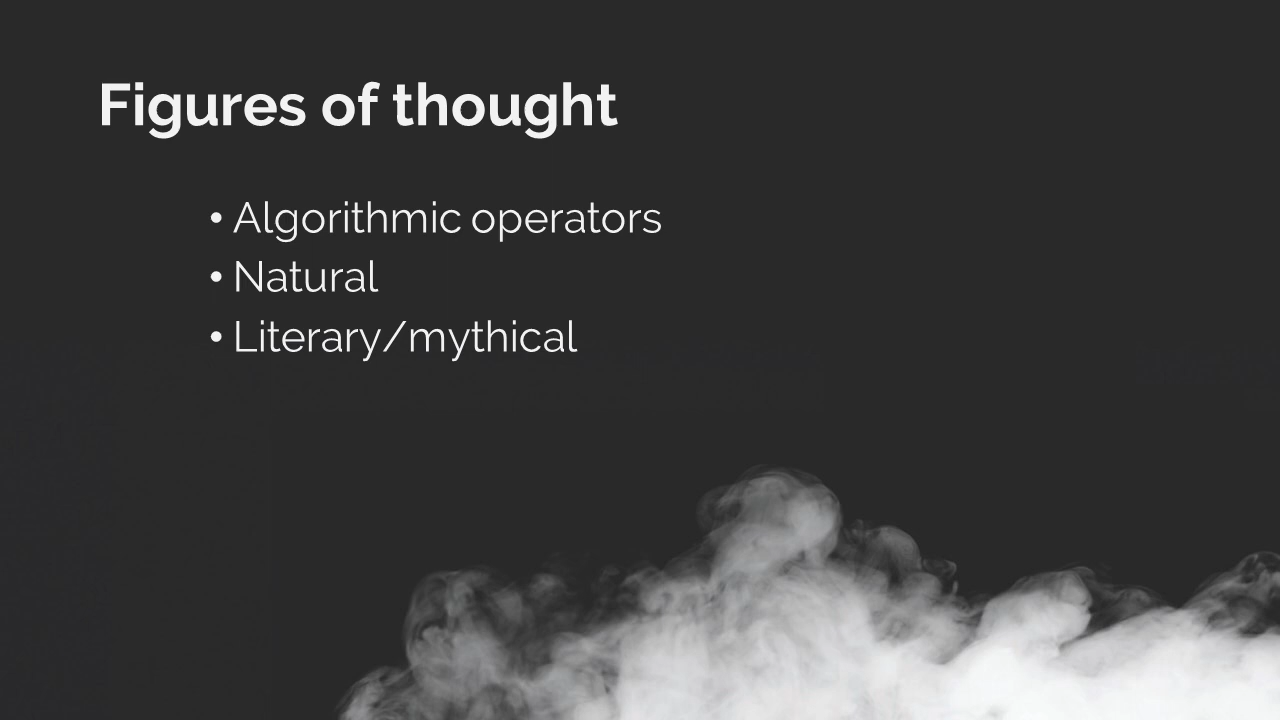 Figures of thought
• Algorithmic operators
• Natural
• Literary/mythical